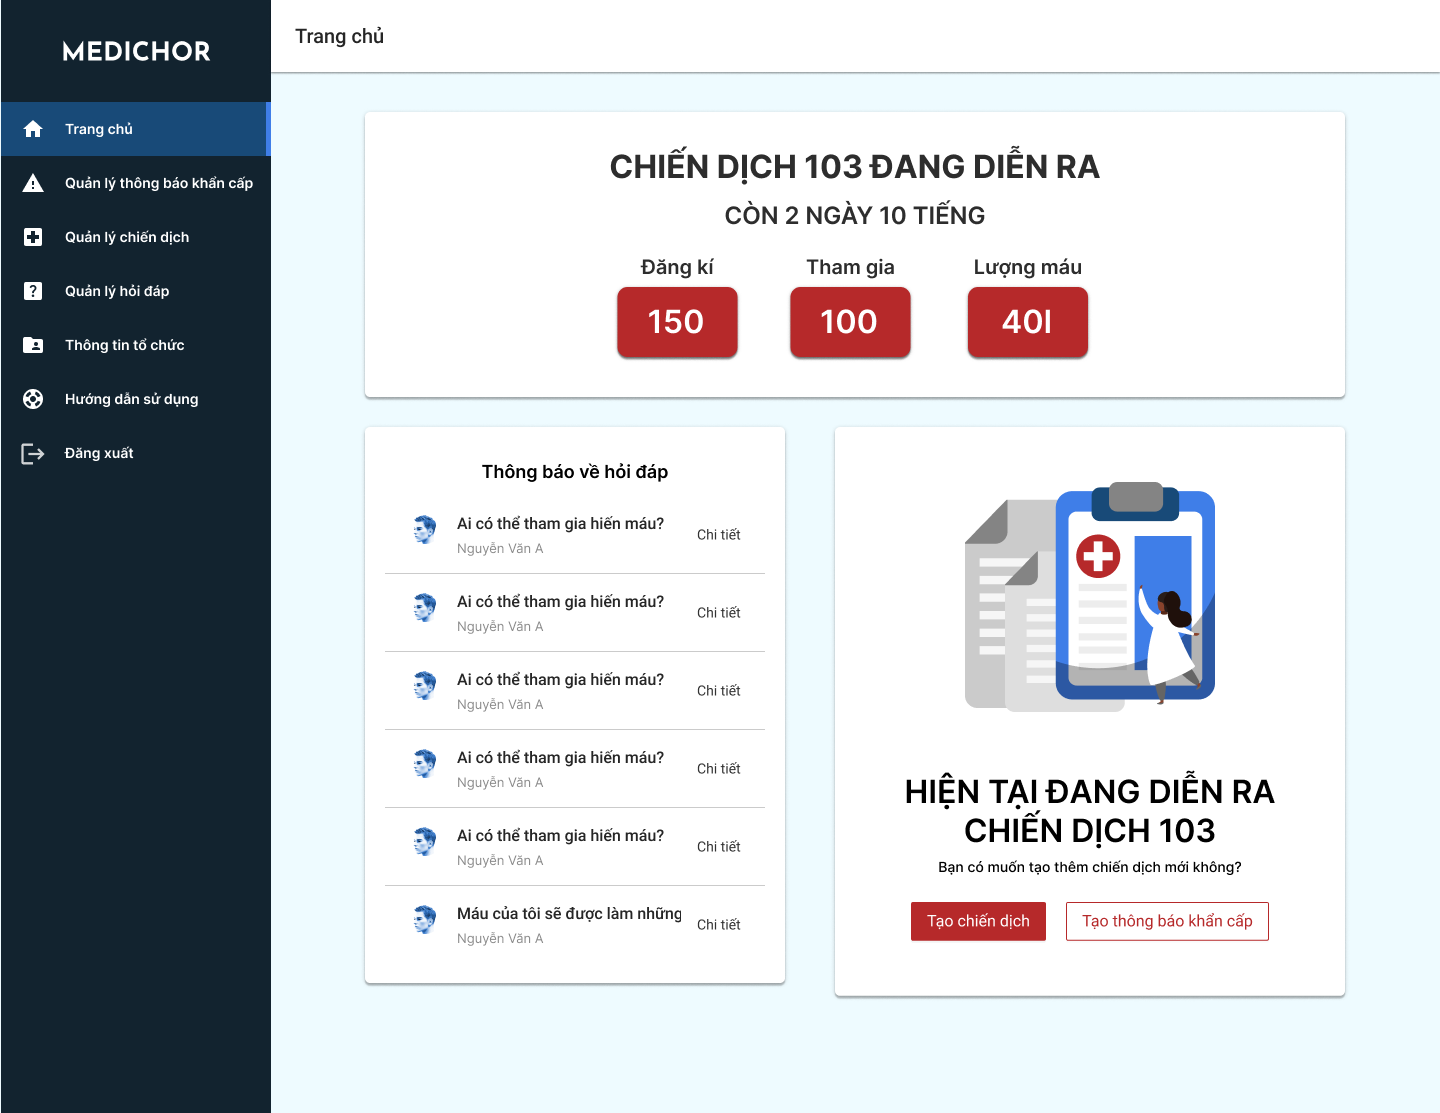 MEDICHOR
Trang chủ
Quản lý thông báo khẩn cấp
Quản lý chiến dịch
Quản lý hỏi đáp
Thông tin tổ chức
Hướng dẫn sử dụng
Đăng xuất
Trang chủ
CHIẾN DỊCH 103 ĐANG DIỄN RA
CÒN 2 NGÀY 10 TIẾNG
Đăng kí
150
Tham gia
100
Lượng máu
40l
Thông báo về hỏi đáp
Ai có thể tham gia hiến máu?
Nguyễn Văn A
Chi tiết
Ai có thể tham gia hiến máu?
Nguyễn Văn A
Chi tiết
Ai có thể tham gia hiến máu?
Nguyễn Văn A
Chi tiết
Ai có thể tham gia hiến máu?
Nguyễn Văn A
Chi tiết
Ai có thể tham gia hiến máu?
Nguyễn Văn A
Chi tiết
Máu của tôi sẽ được làm những
Nguyễn Văn A
Chi tiết
HIỆN TẠI ĐANG DIỄN RA
CHIẾN DỊCH 103
Bạn có muốn tạo thêm chiến dịch mới không?
Tạo chiến dịch
Tạo thông báo khẩn cấp